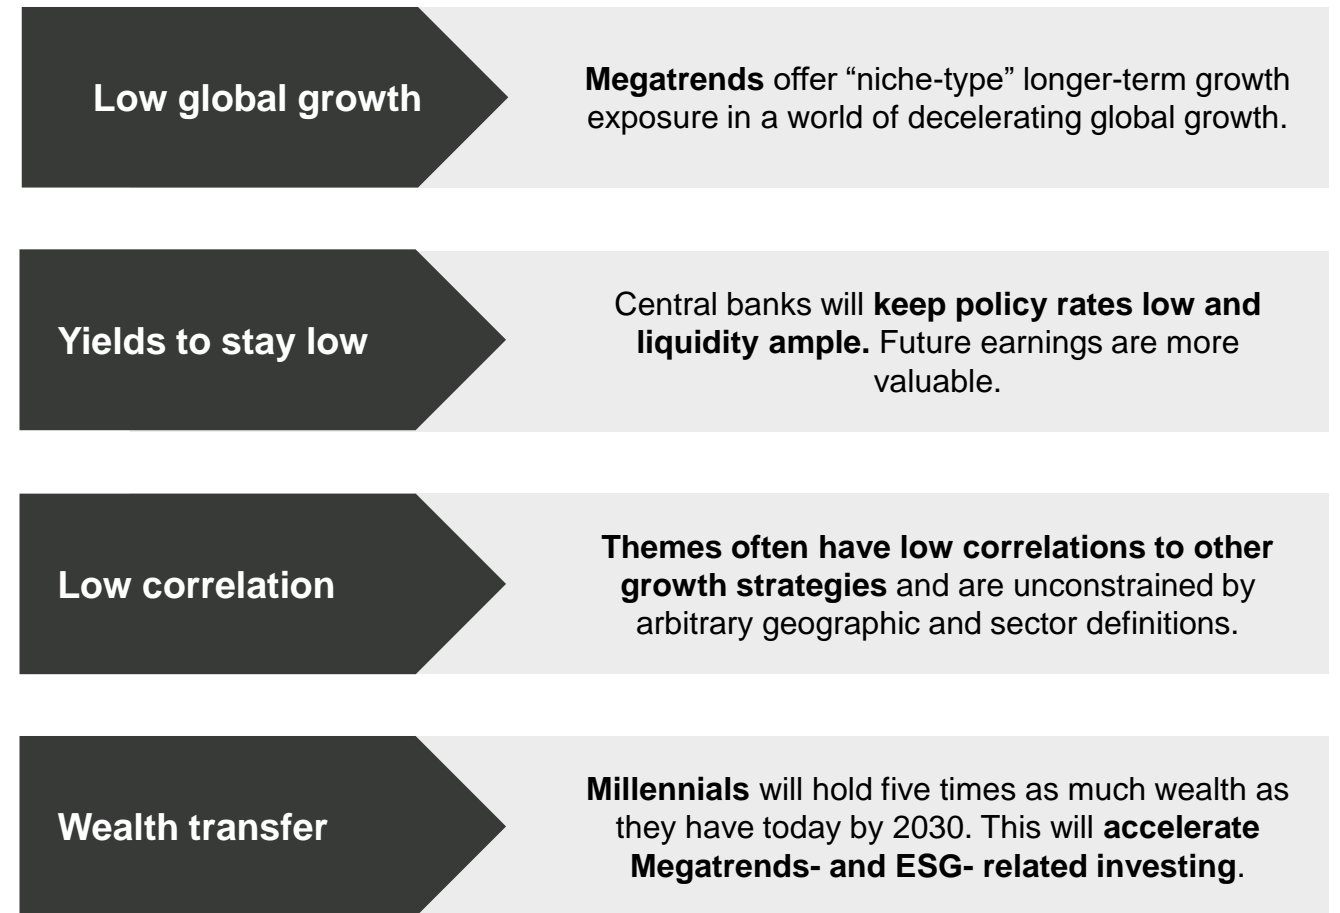 Low global growth
Megatrends offer “niche-type” longer-term growth
exposure in a world of decelerating global growth.
Yields to stay low
Central banks will keep policy rates low and
liquidity ample. Future earnings are more
valuable.
Low correlation
Themes often have low correlations to other
growth strategies and are unconstrained by
arbitrary geographic and sector definitions.
Wealth transfer
Millennials will hold five times as much wealth as
they have today by 2030. This will accelerate
Megatrends- and ESG- related investing.